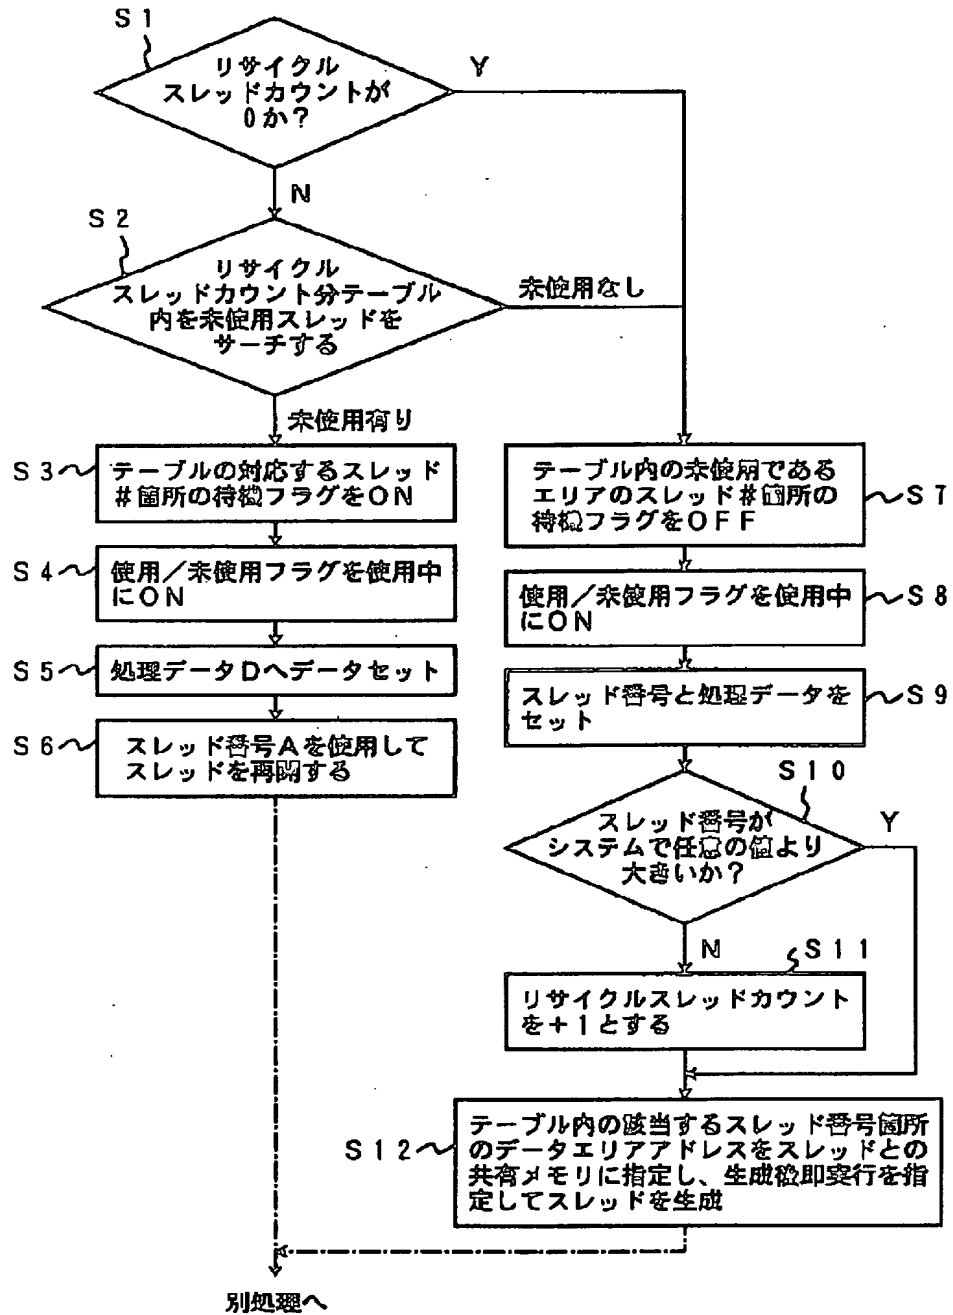 S1
リサイクル
スレッドカウントが
0か?
Y
N
S2
リサイクル
スレッドカウント分テーブル
内を未使用スレッドを
サーチする
未使用なし
未使用有り
S3
テーブルの対応するスレッド
#箇所の待機フラグをON
S4
使用/未使用フラグを使用中
にON
S5
処理データDへデータセット
S6
スレッド番号Aを使用して
スレッドを再開する
テーブル内の未使用である
エリアのスレッド#箇所の
待機フラグをOFF
S7
使用/未使用フラグを使用中
にON
S8
スレッド番号と処理データを
セット
S9
S10
スレッド番号が
システムで任意の値より
大きいか?
Y
N
S11
リサイクルスレッドカウント
を+1とする
S12
テーブル内の該当するスレッド番号箇所
のデータエリアアドレスをスレッドとの
共有メモリに指定し、生成後即実行を指
定してスレッドを生成
別処理へ